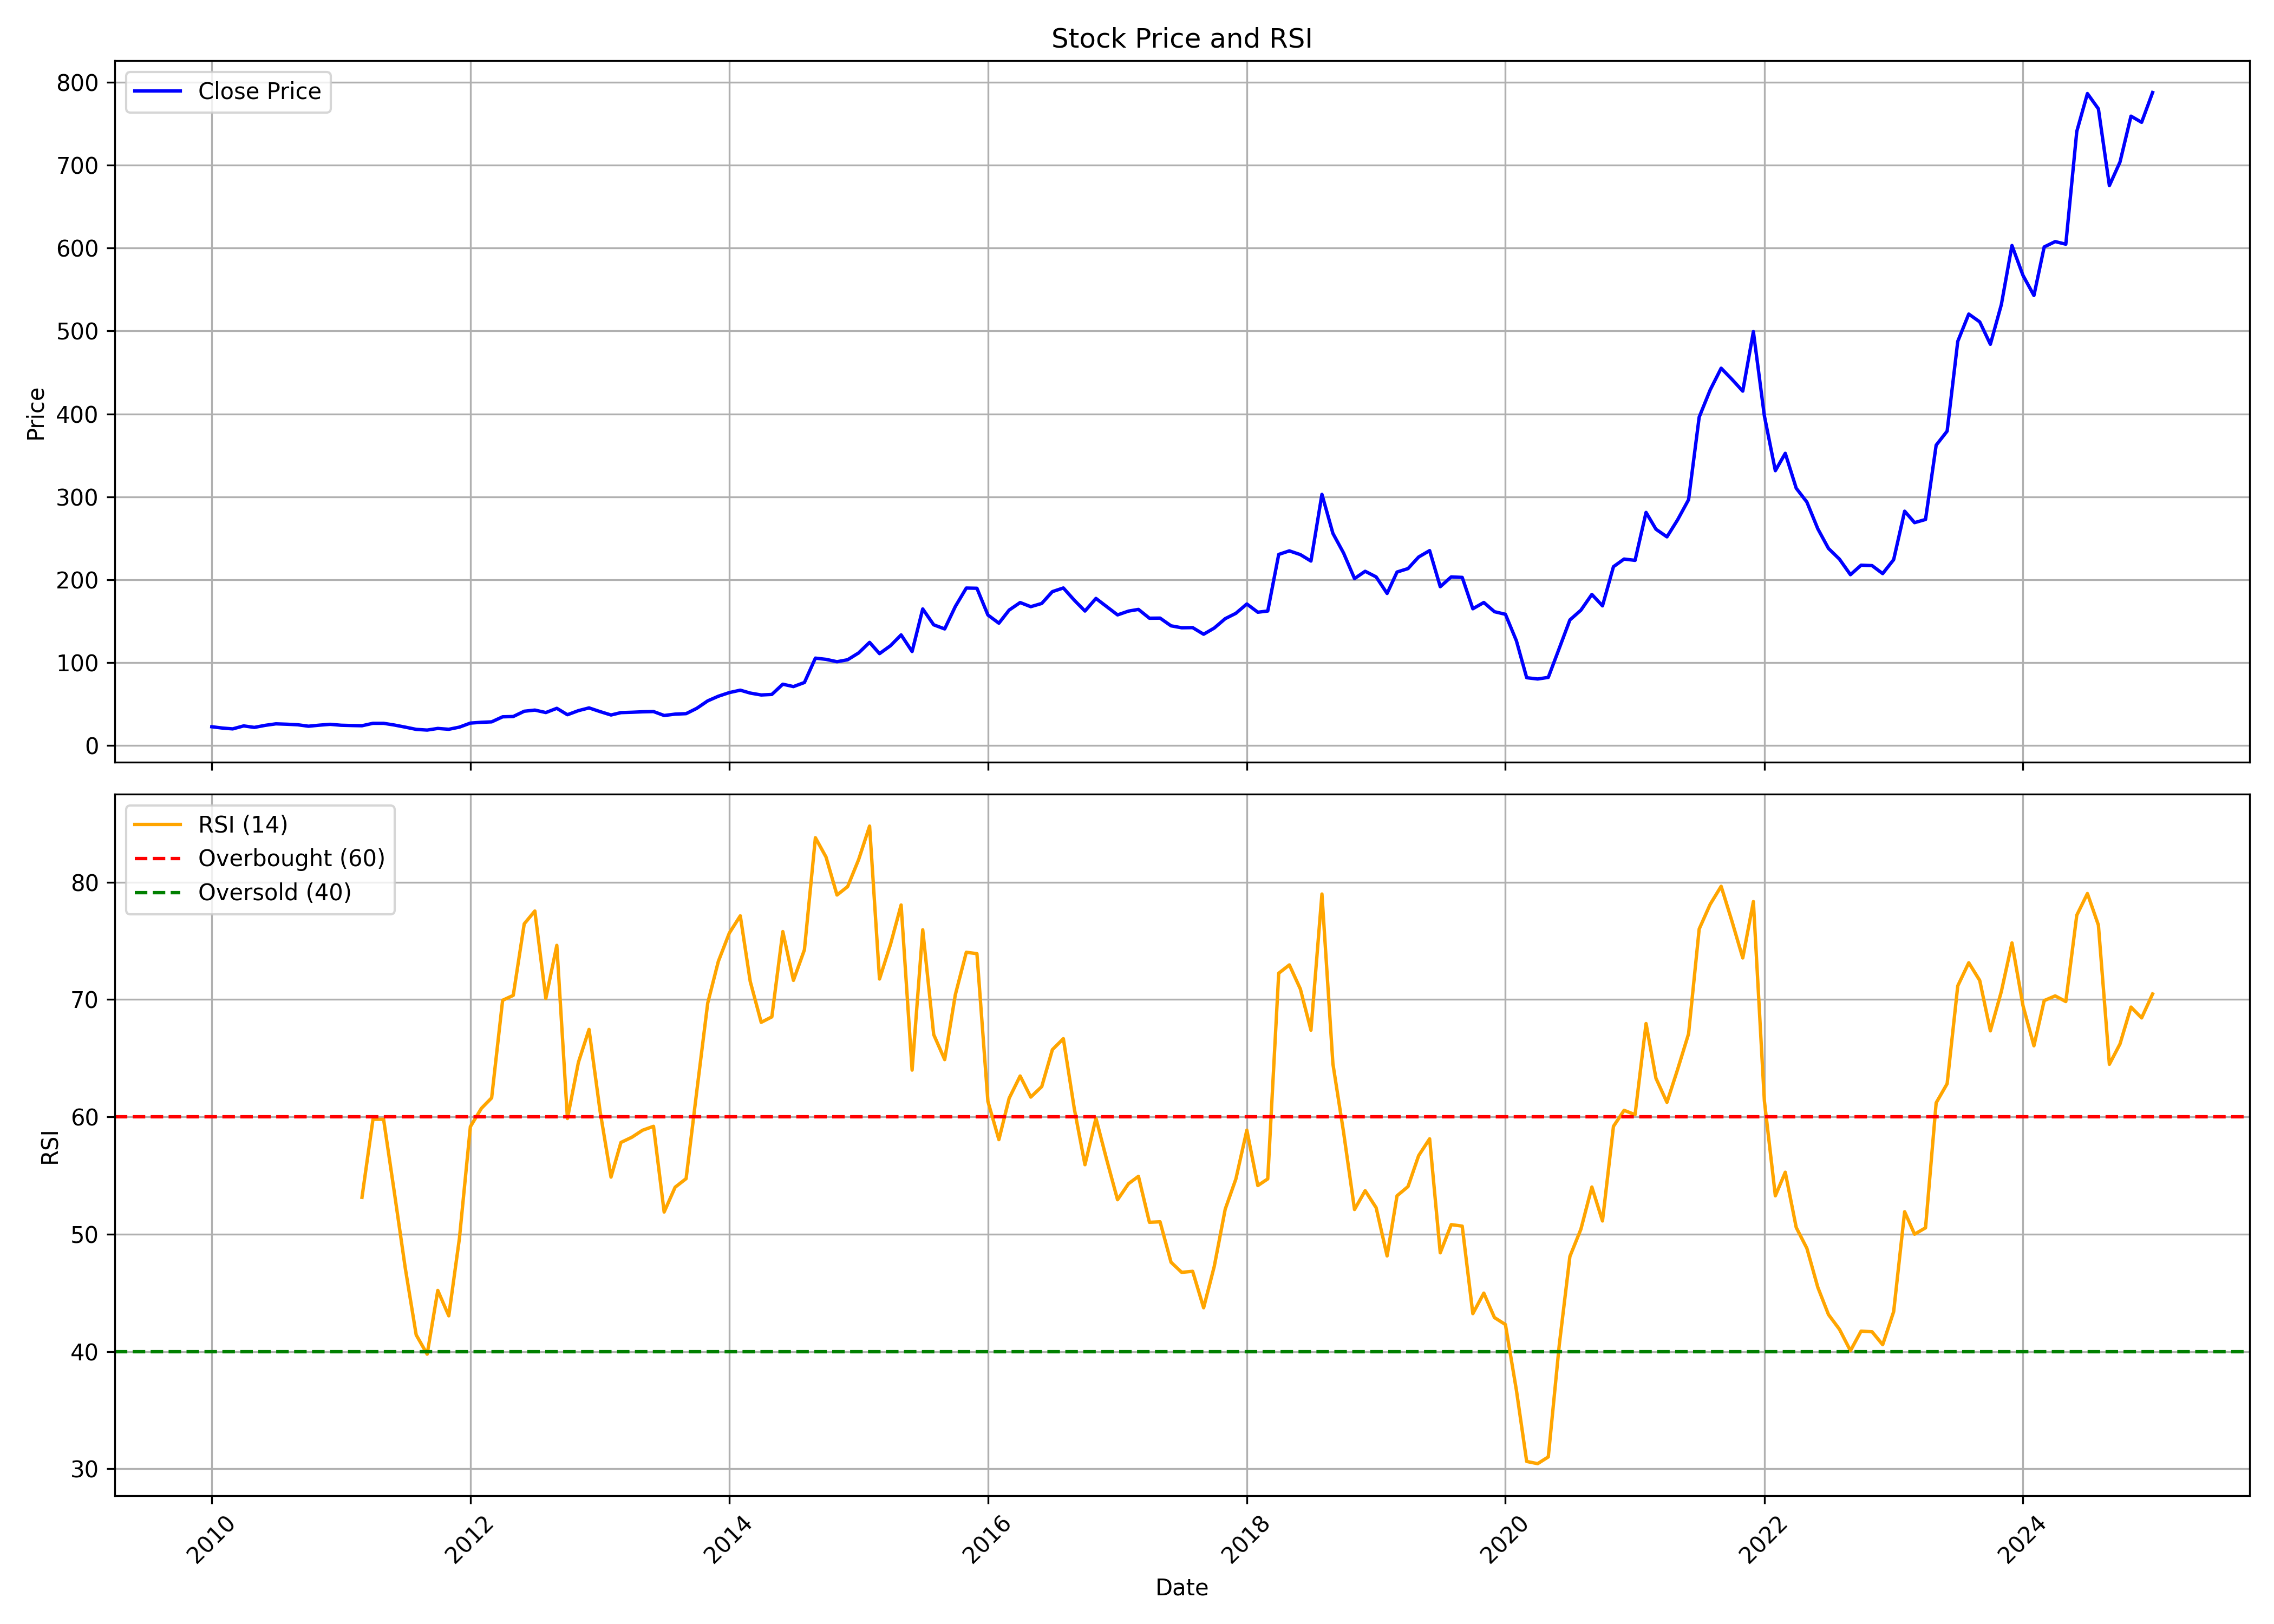 Stock Price and RSI
Close Price
800
700
600
500
400
300
200
100
0
Price
RSI (14)
Overbought (60)
Oversold (40)
80
70
60
50
40
30
RSI
2010
2012
2014
2016
2018
2020
2022
2024
Date